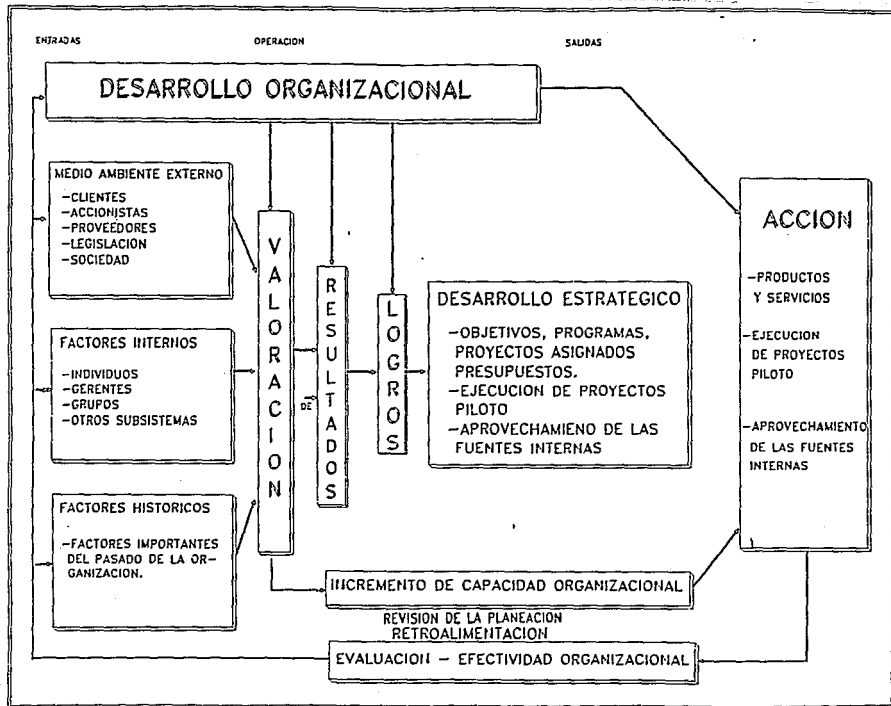 ENTRADAS
OPERACION
SALIDAS
DESARROLLO ORGANIZACIONAL
MEDIO AMBIENTE EXTERNO
-CLIENTES
-ACCIONISTAS
-PROVEEDORES
-LEGISLACION
-SOCIEDAD
FACTORES INTERNOS
-INDIVIDUOS
-GERENTES
-GRUPOS
-OTROS SUBSISTEMAS
FACTORES HISTORICOS
-FACTORES IMPORTANTES
DEL PASADO DE LA OR-
GANIZACION.
VALORACION
DE
RESULTADOS
LOGROS
DESARROLLO ESTRATEGICO
-OBJETIVOS, PROGRAMAS,
PROYECTOS ASIGNADOS
PRESUPUESTOS.
-EJECUCION DE PROYECTOS
PILOTO
-APROVECHAMIENO DE LAS
FUENTES INTERNAS
ACCION
-PRODUCTOS
Y SERVICIOS
-EJECUCION
DE PROYECTOS
PILOTO
-APROVECHAMIENTO
DE LAS FUENTES
INTERNAS
INCREMENTO DE CAPACIDAD ORGANIZACIONAL
REVISION DE LA PLANEACION
RETROALIMENTACION
EVALUACION - EFECTIVIDAD ORGANIZACIONAL